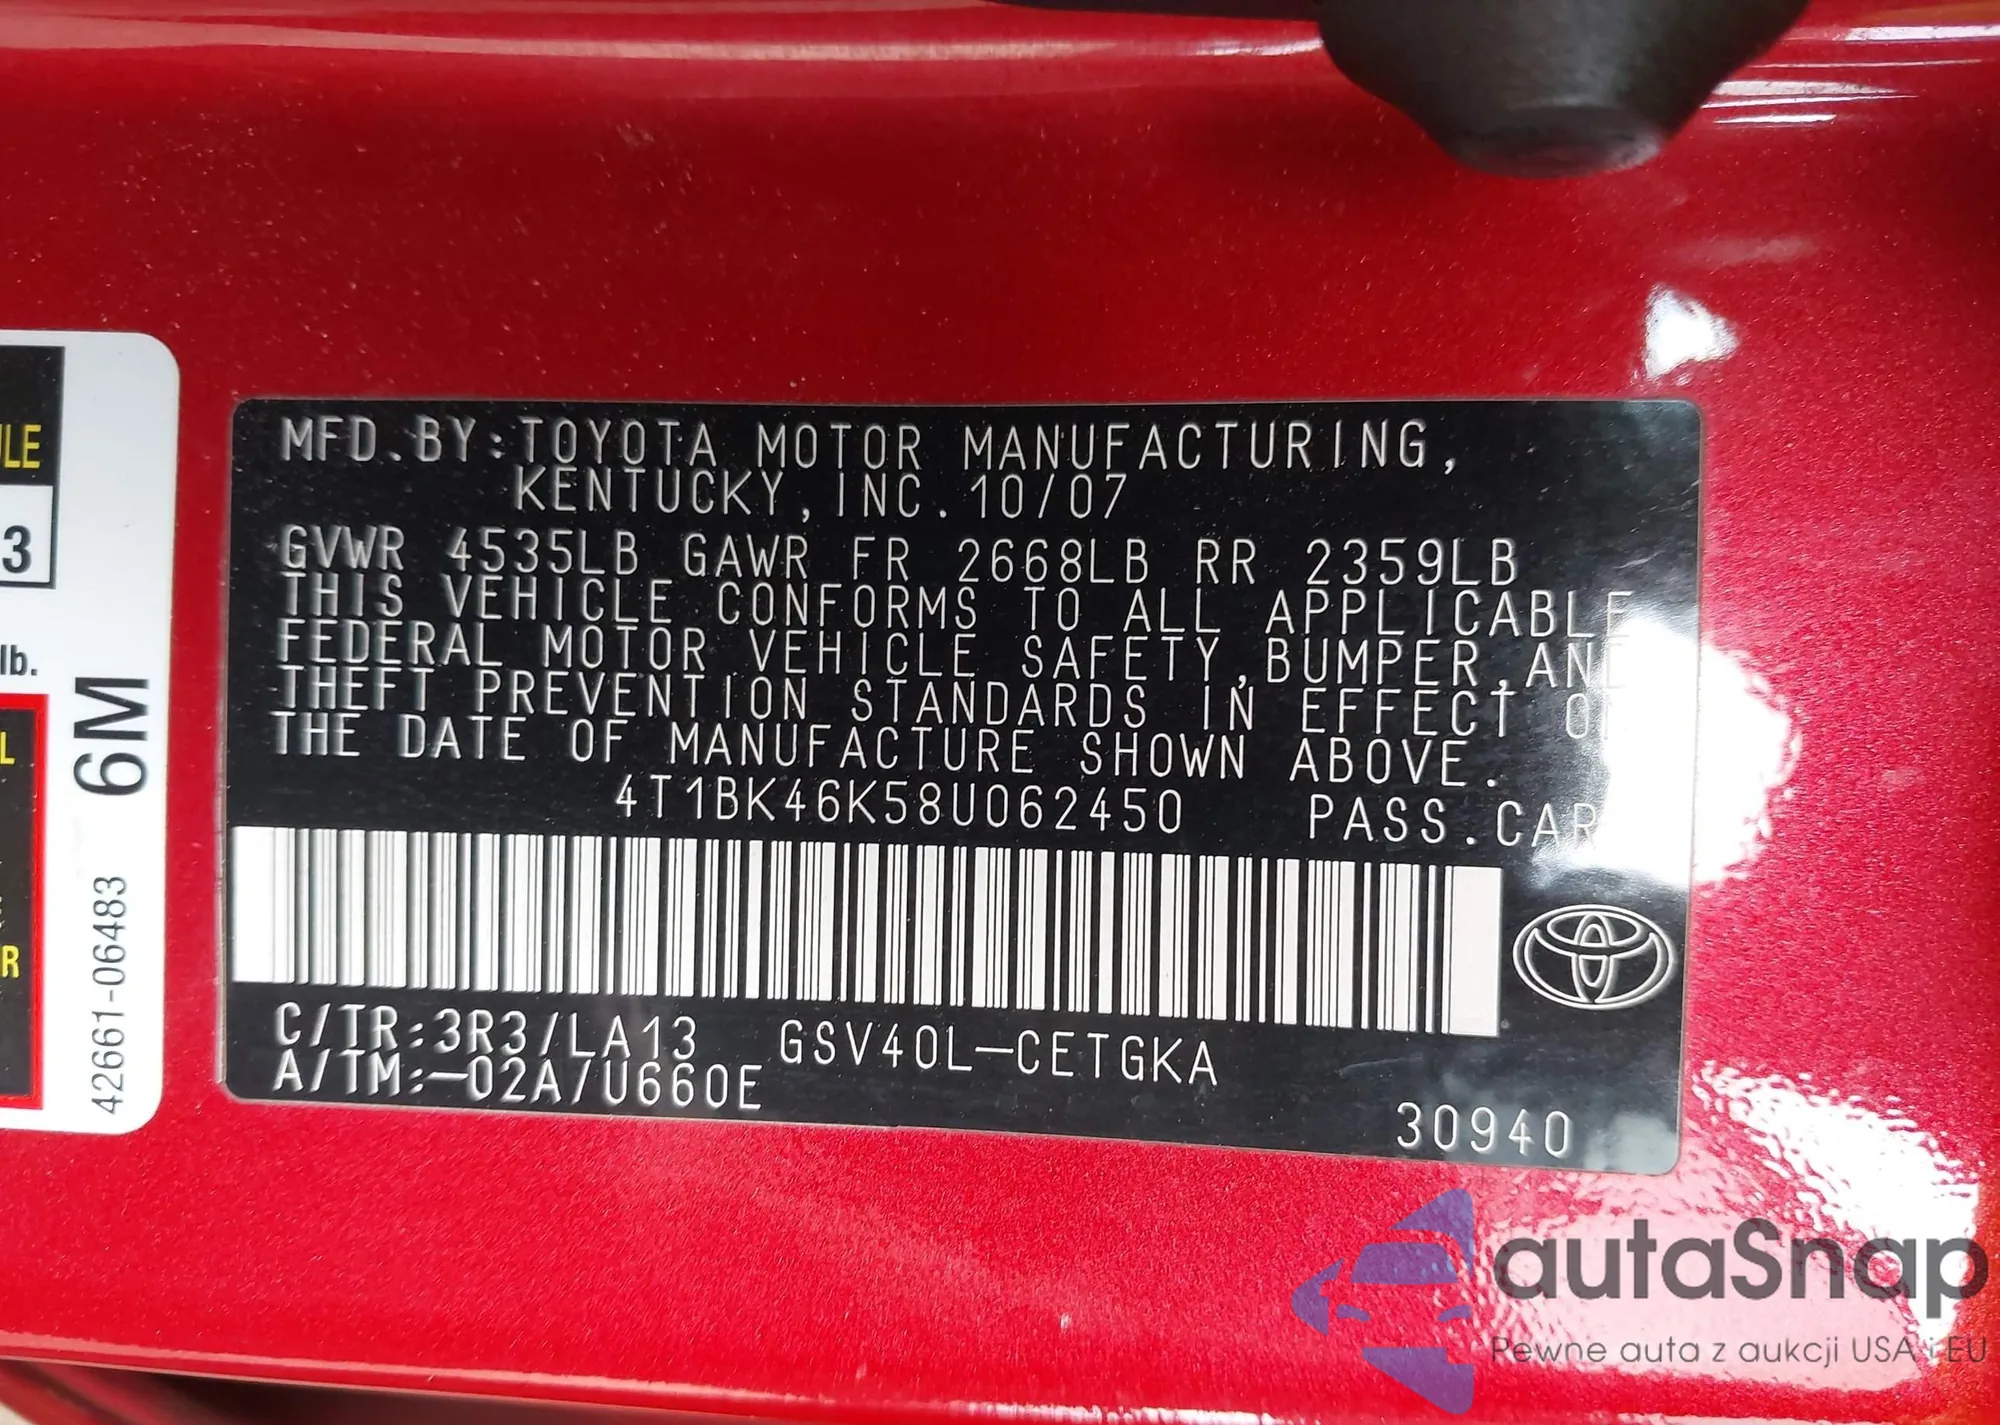 MFD.BY:TOYOTA MOTOR MANUFACTURING,
KENTUCKY,INC. 10/07
GVWR 4535LB GAWR FR 2668LB RR 2359LB
THIS VEHICLE CONFORMS TO ALL APPLICABLE
FEDERAL MOTOR VEHICLE SAFETY,BUMPER,AND
THEFT PREVENTION STANDARDS IN EFFECT ON
THE DATE OF MANUFACTURE SHOWN ABOVE.
4T1BK46K58U062450 PASS.CAR
C/TR:3R3/LA13 GSV40L-CETGKA
A/TM:-02A/U660E
30940
3
lb.
6M
42661-06483
autaSnap
Pewne auta z aukcji USA i EU